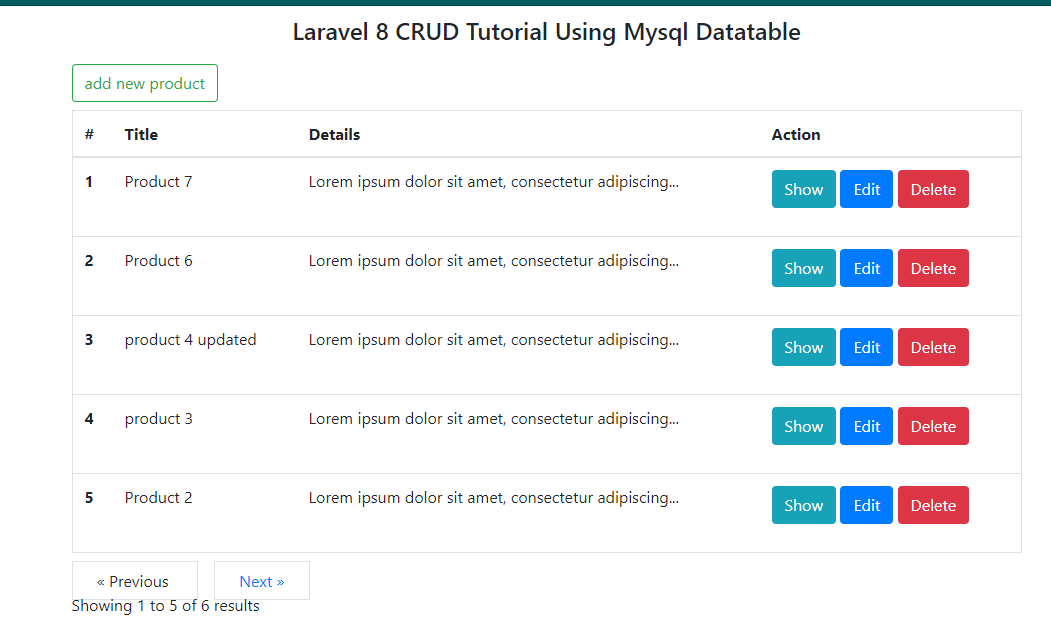 Laravel 8 CRUD Tutorial Using Mysql Datatable
add new product
# Title Details Action
1 Product 7 Lorem ipsum dolor sit amet, consectetur adipiscing... Show Edit Delete
2 Product 6 Lorem ipsum dolor sit amet, consectetur adipiscing... Show Edit Delete
3 product 4 updated Lorem ipsum dolor sit amet, consectetur adipiscing... Show Edit Delete
4 product 3 Lorem ipsum dolor sit amet, consectetur adipiscing... Show Edit Delete
5 Product 2 Lorem ipsum dolor sit amet, consectetur adipiscing... Show Edit Delete
« Previous Next »
Showing 1 to 5 of 6 results